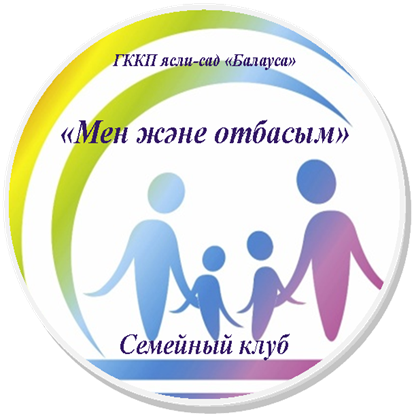 ГККП ясли-сад «Балауса»
«Мен және отбасым»
Семейный клуб